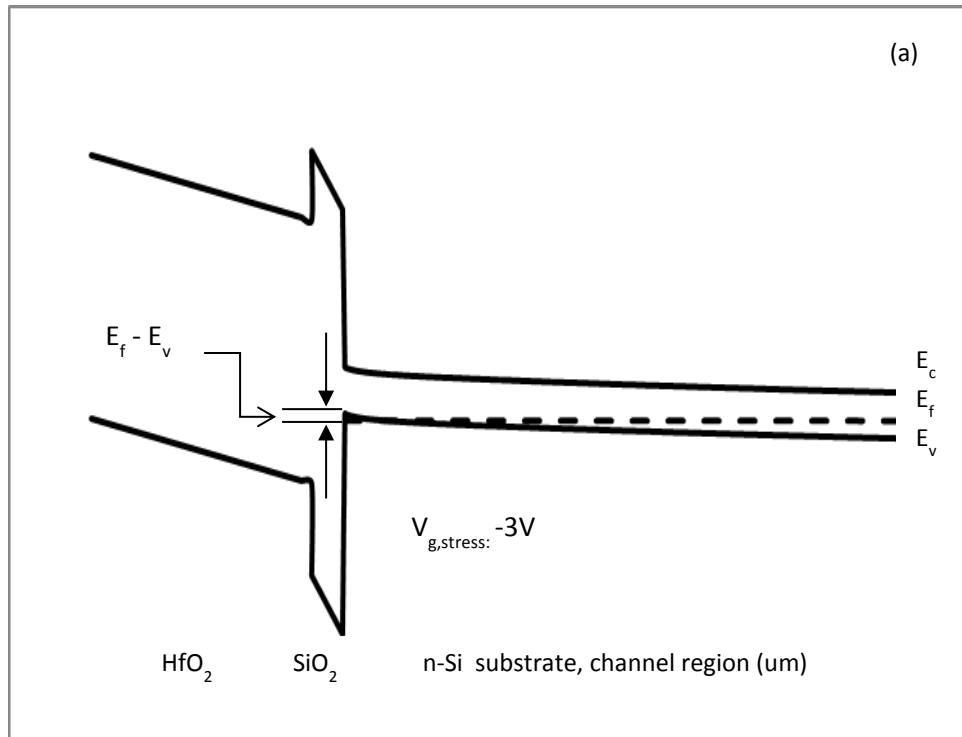 (a)
E_f - E_v
E_c
E_f
E_v
V_g,stress: -3V
HfO_2 SiO_2 n-Si substrate, channel region (um)